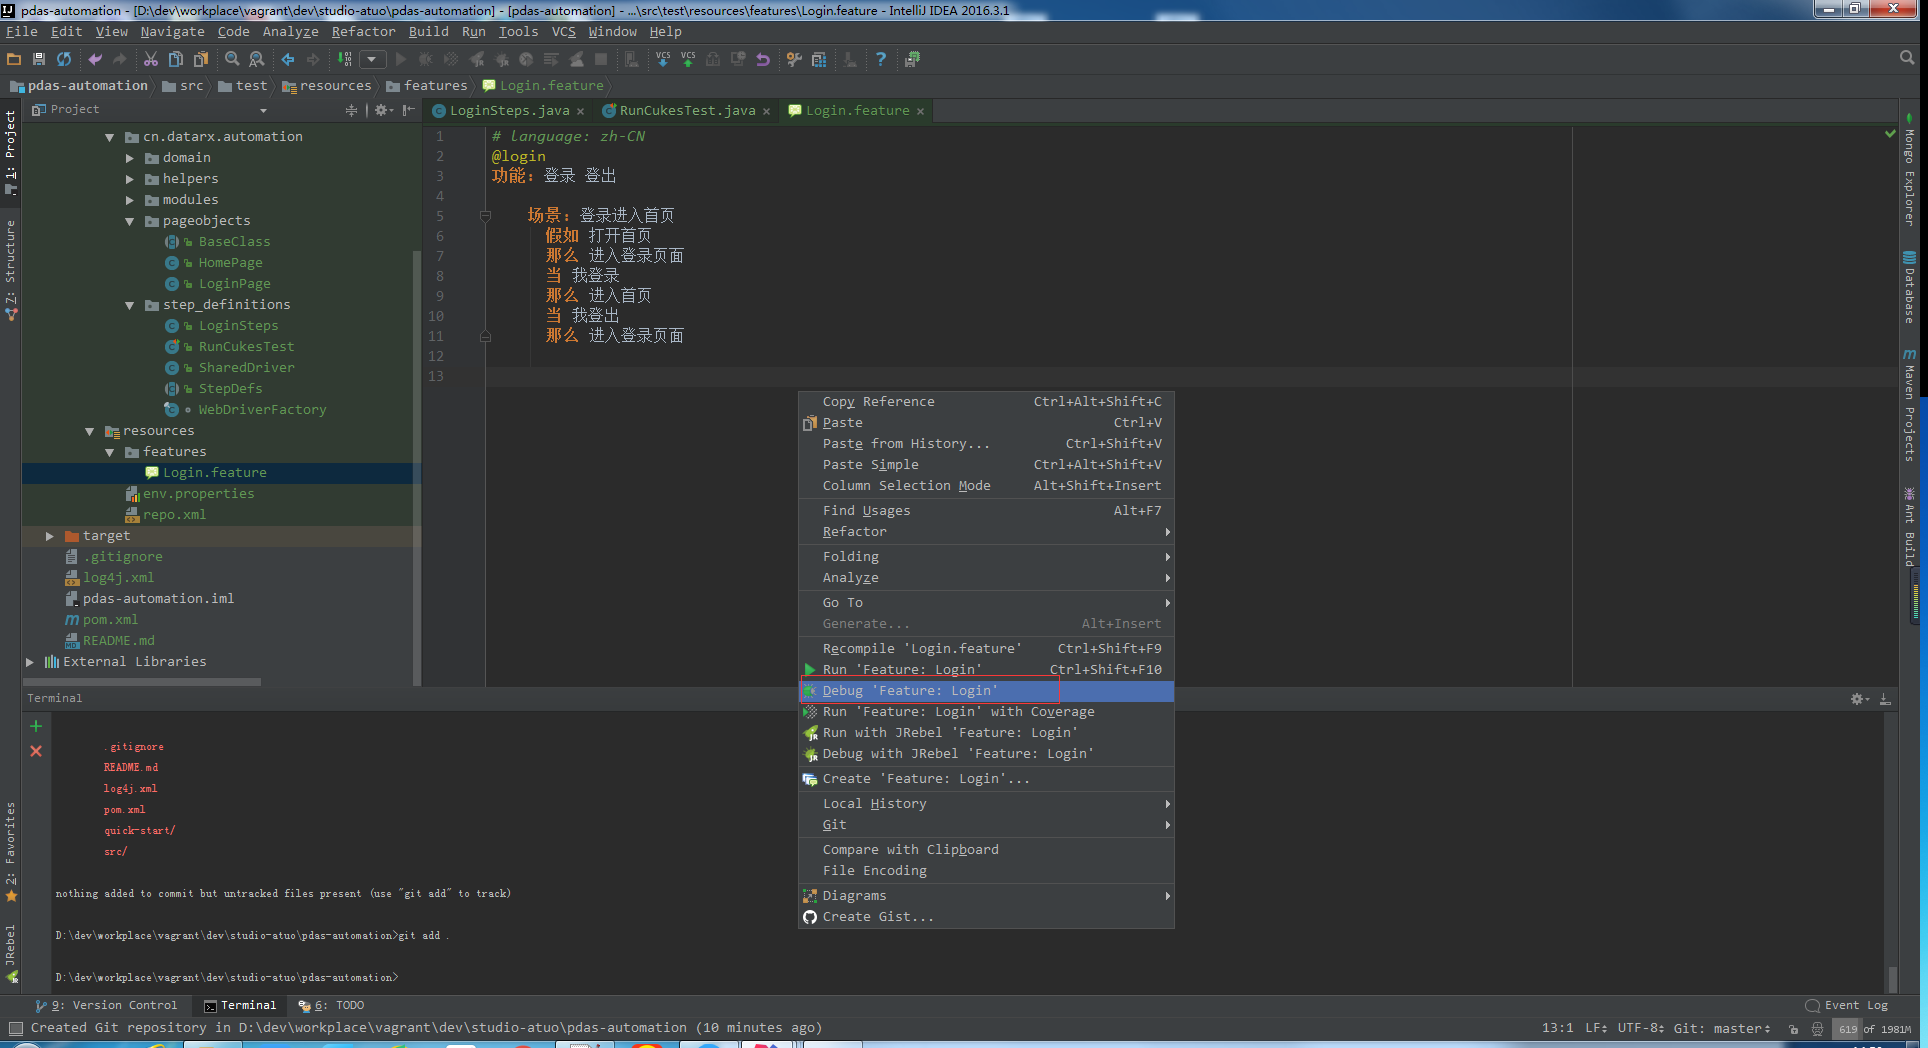 pdas-automation - [D:\dev\workplace\vagrant\dev\studio-atuo\pdas-automation] - [pdas-automation] - ...\src\test\resources\features\Login.feature - IntelliJ IDEA 2016.3.1
File Edit View Navigate Code Analyze Refactor Build Run Tools VCS Window Help
pdas-automation src test resources features Login.feature
Project
LoginSteps.java RunCukesTest.java Login.feature
1: Project
Z: Structure
2: Favorites
JRebel
cn.datarx.automation
domain
helpers
modules
pageobjects
BaseClass
HomePage
LoginPage
step_definitions
LoginSteps
RunCukesTest
SharedDriver
StepDefs
WebDriverFactory
resources
features
Login.feature
env.properties
repo.xml
target
.gitignore
log4j.xml
pdas-automation.iml
pom.xml
README.md
External Libraries
1 # language: zh-CN
2 @login
3 功能: 登录 登出
4
5 场景: 登录进入首页
6 假如 打开首页
7 那么 进入登录页面
8 当 我登录
9 那么 进入首页
10 当 我登出
11 那么 进入登录页面
12
13
Copy Reference Ctrl+Alt+Shift+C
Paste Ctrl+V
Paste from History... Ctrl+Shift+V
Paste Simple Ctrl+Alt+Shift+V
Column Selection Mode Alt+Shift+Insert
Find Usages Alt+F7
Refactor
Folding
Analyze
Go To
Generate... Alt+Insert
Recompile 'Login.feature' Ctrl+Shift+F9
Run 'Feature: Login' Ctrl+Shift+F10
Debug 'Feature: Login'
Run 'Feature: Login' with Coverage
Run with JRebel 'Feature: Login'
Debug with JRebel 'Feature: Login'
Create 'Feature: Login'...
Local History
Git
Compare with Clipboard
File Encoding
Diagrams
Create Gist...
Mongo Explorer
Database
Maven Projects
Ant Build
Terminal
.gitignore
README.md
log4j.xml
pom.xml
quick-start/
src/
nothing added to commit but untracked files present (use "git add" to track)
D:\dev\workplace\vagrant\dev\studio-atuo\pdas-automation>git add .
D:\dev\workplace\vagrant\dev\studio-atuo\pdas-automation>
9: Version Control Terminal 6: TODO Event Log
Created Git repository in D:\dev\workplace\vagrant\dev\studio-atuo\pdas-automation (10 minutes ago) 13:1 LF UTF-8 Git: master 619 of 1981M